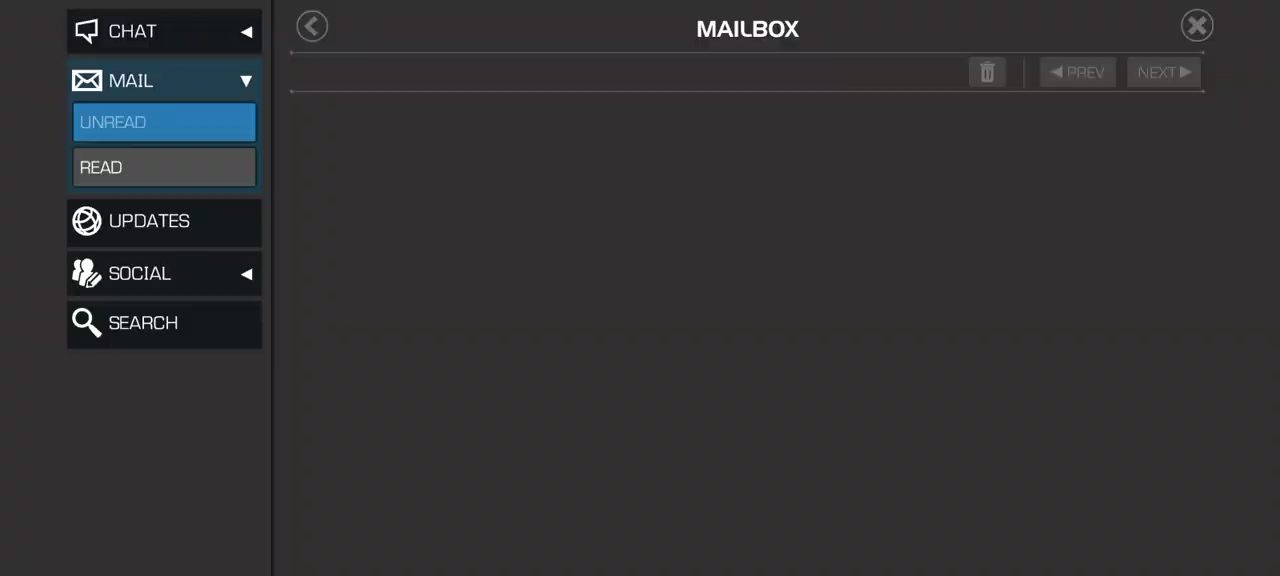 CHAT
MAIL
UNREAD
READ
UPDATES
SOCIAL
SEARCH
MAILBOX
PREV
NEXT